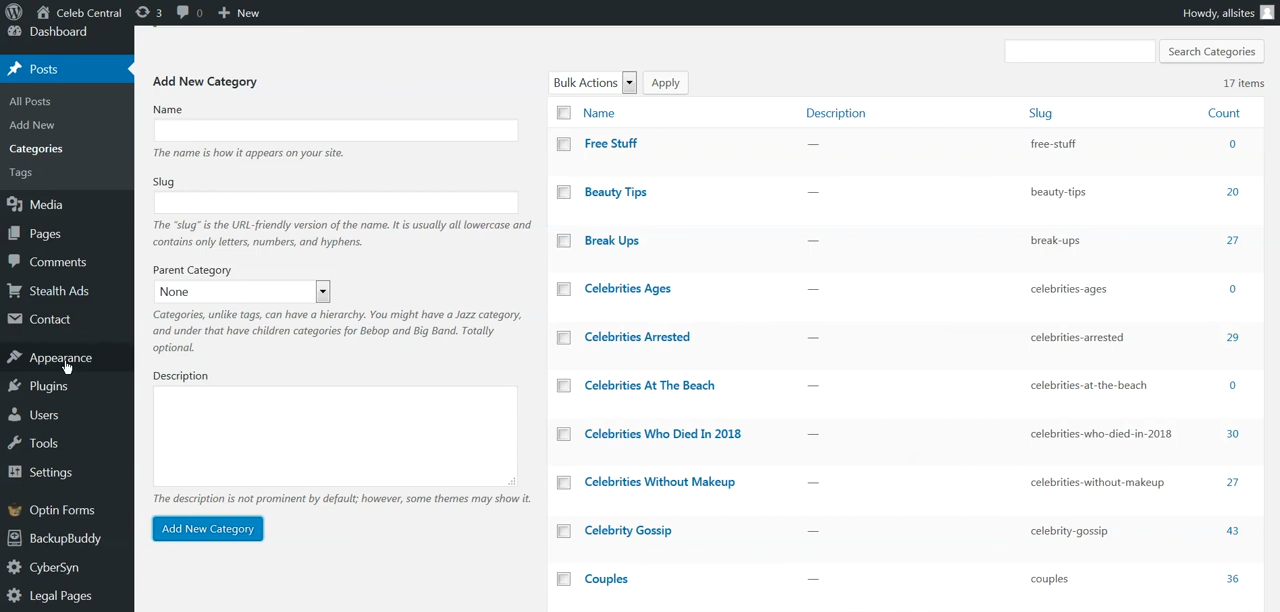 Celeb Central 3 0 New Howdy, allsites
Dashboard
Posts
All Posts
Add New
Categories
Tags
Media
Pages
Comments
Stealth Ads
Contact
Appearance
Plugins
Users
Tools
Settings
Optin Forms
BackupBuddy
CyberSyn
Legal Pages
Add New Category
Name
The name is how it appears on your site.
Slug
The “slug” is the URL-friendly version of the name. It is usually all lowercase and
contains only letters, numbers, and hyphens.
Parent Category
None
Categories, unlike tags, can have a hierarchy. You might have a Jazz category,
and under that have children categories for Bebop and Big Band. Totally
optional.
Description
The description is not prominent by default; however, some themes may show it.
Add New Category
Search Categories
Bulk Actions Apply 17 items
Name Description Slug Count
Free Stuff — free-stuff 0
Beauty Tips — beauty-tips 20
Break Ups — break-ups 27
Celebrities Ages — celebrities-ages 0
Celebrities Arrested — celebrities-arrested 29
Celebrities At The Beach — celebrities-at-the-beach 0
Celebrities Who Died In 2018 — celebrities-who-died-in-2018 30
Celebrities Without Makeup — celebrities-without-makeup 27
Celebrity Gossip — celebrity-gossip 43
Couples — couples 36